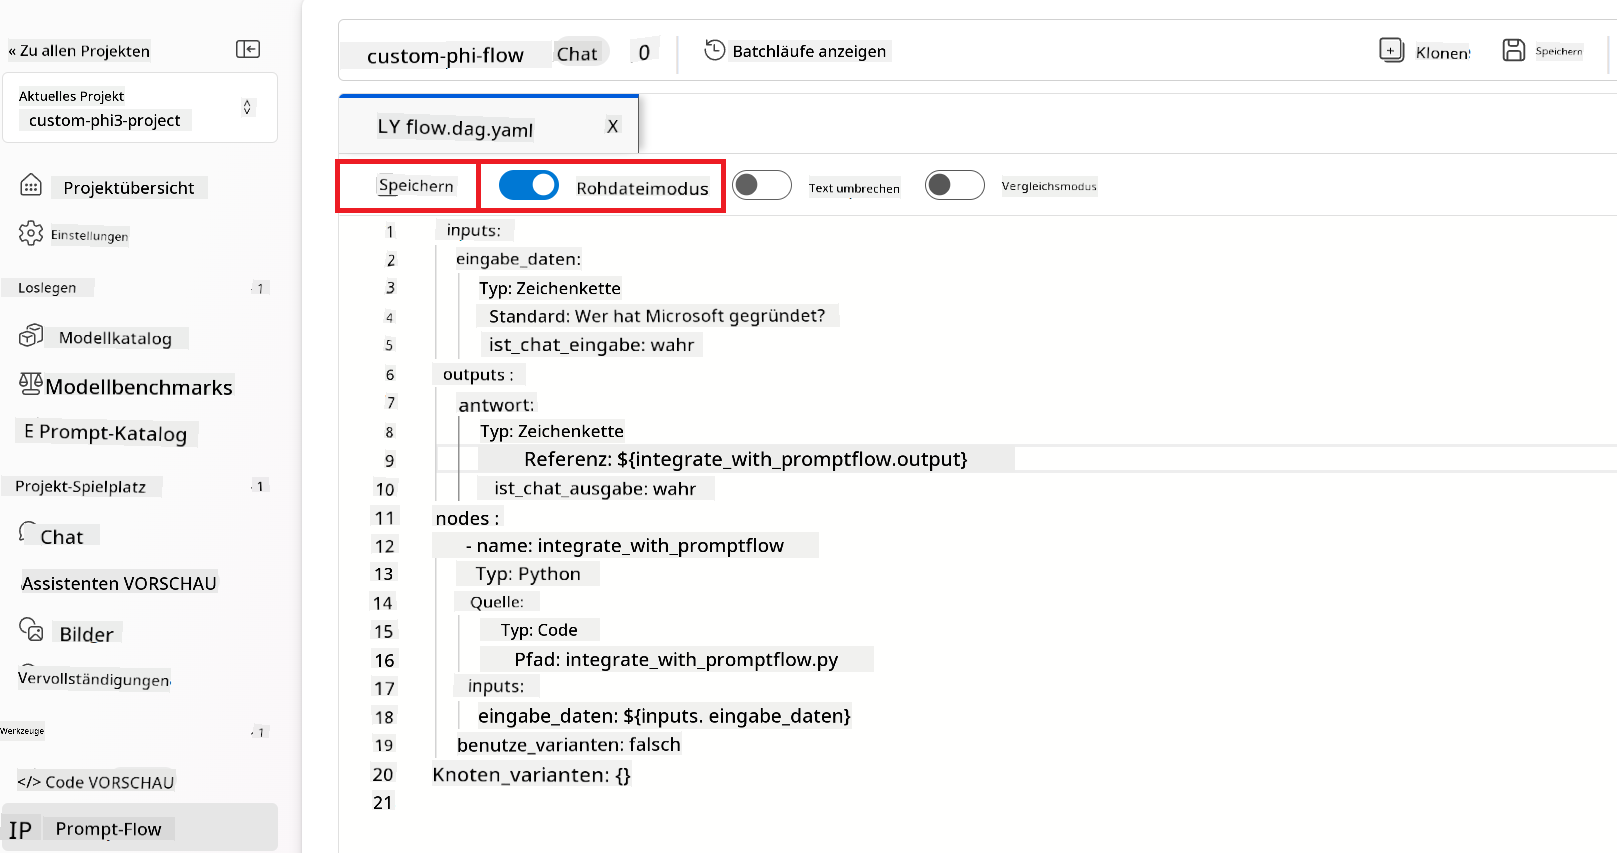 « Zu allen Projekten
Aktuelles Projekt
custom-phi3-project
Projektübersicht
Einstellungen
Loslegen 1
Modellkatalog
Modellbenchmarks
E Prompt-Katalog
Projekt-Spielplatz 1
Chat
Assistenten VORSCHAU
Bilder
Vervollständigungen
Werkzeuge 1
</> Code VORSCHAU
IP Prompt-Flow
custom-phi-flow Chat 0 Batchläufe anzeigen Klonen Speichern
LY flow.dag.yaml X
Speichern Rohdateimodus Text umbrechen Vergleichsmodus
1 inputs:
2 eingabe_daten:
3 Typ: Zeichenkette
4 Standard: Wer hat Microsoft gegründet?
5 ist_chat_eingabe: wahr
6 outputs :
7 antwort:
8 Typ: Zeichenkette
9 Referenz: ${integrate_with_promptflow.output}
10 ist_chat_ausgabe: wahr
11 nodes :
12 - name: integrate_with_promptflow
13 Typ: Python
14 Quelle:
15 Typ: Code
16 Pfad: integrate_with_promptflow.py
17 inputs:
18 eingabe_daten: ${inputs. eingabe_daten}
19 benutze_varianten: falsch
20 Knoten_varianten: {}
21